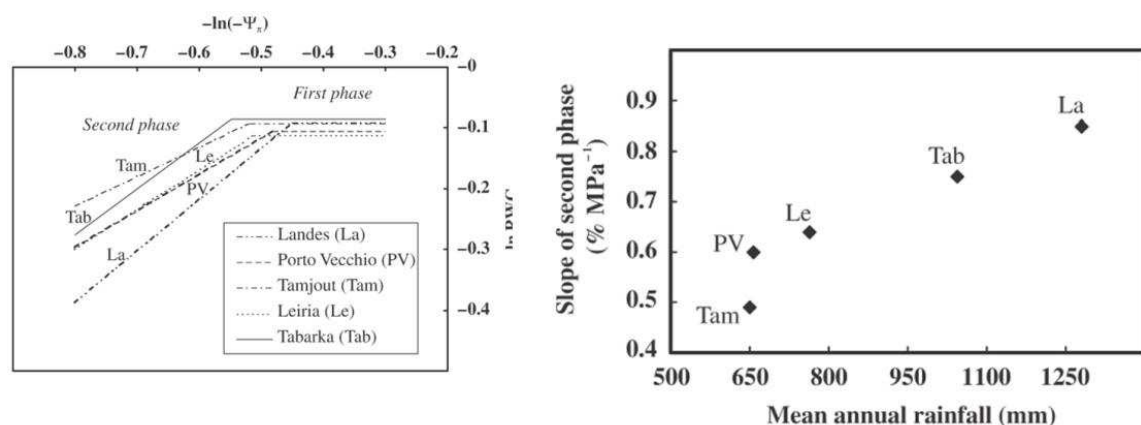 −ln(−Ψπ)
−0.8 −0.7 −0.6 −0.5 −0.4 −0.3 −0.2
−0
First phase
Second phase
−0.1
Tam
Le
PV
−0.2
Tab
La
−0.3
−0.4
Landes (La)
Porto Vecchio (PV)
Tamjout (Tam)
Leiria (Le)
Tabarka (Tab)
Slope of second phase
(% MPa⁻¹)
0.9
0.8
0.7
0.6
0.5
0.4
La
Tab
Le
PV
Tam
500 650 800 950 1100 1250
Mean annual rainfall (mm)